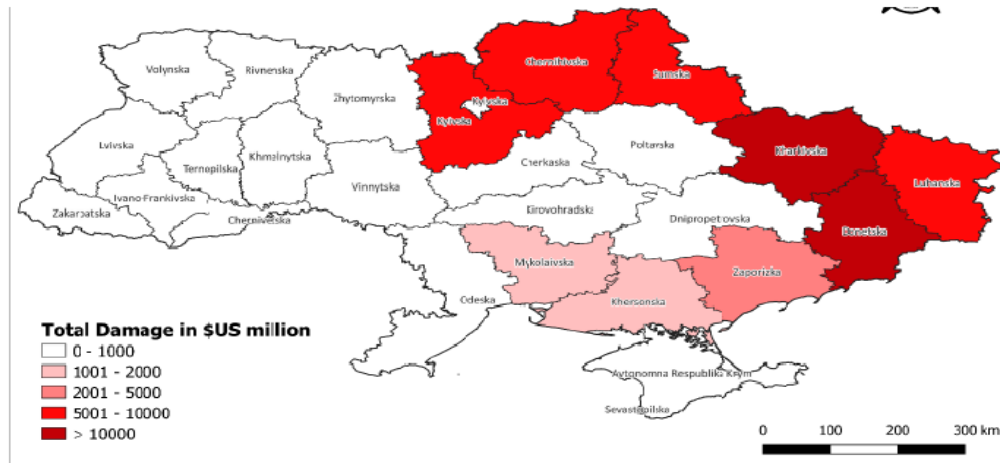 Volynska
Rivnenska
Zhytomyrska
Chernihivska
Sumska
Kyivska
Kyivska
Lvivska
Ternopilska
Khmelnytska
Vinnytska
Cherkaska
Poltavska
Kharkivska
Luhanska
Ivano-Frankivska
Zakarpatska
Chernivetska
Kirovohradska
Dnipropetrovska
Donetska
Mykolaivska
Zaporizka
Odeska
Khersonska
Avtonomna Respublika Krym
Sevastopilska
Total Damage in $US million
0 - 1000
1001 - 2000
2001 - 5000
5001 - 10000
> 10000
0 100 200 300 km